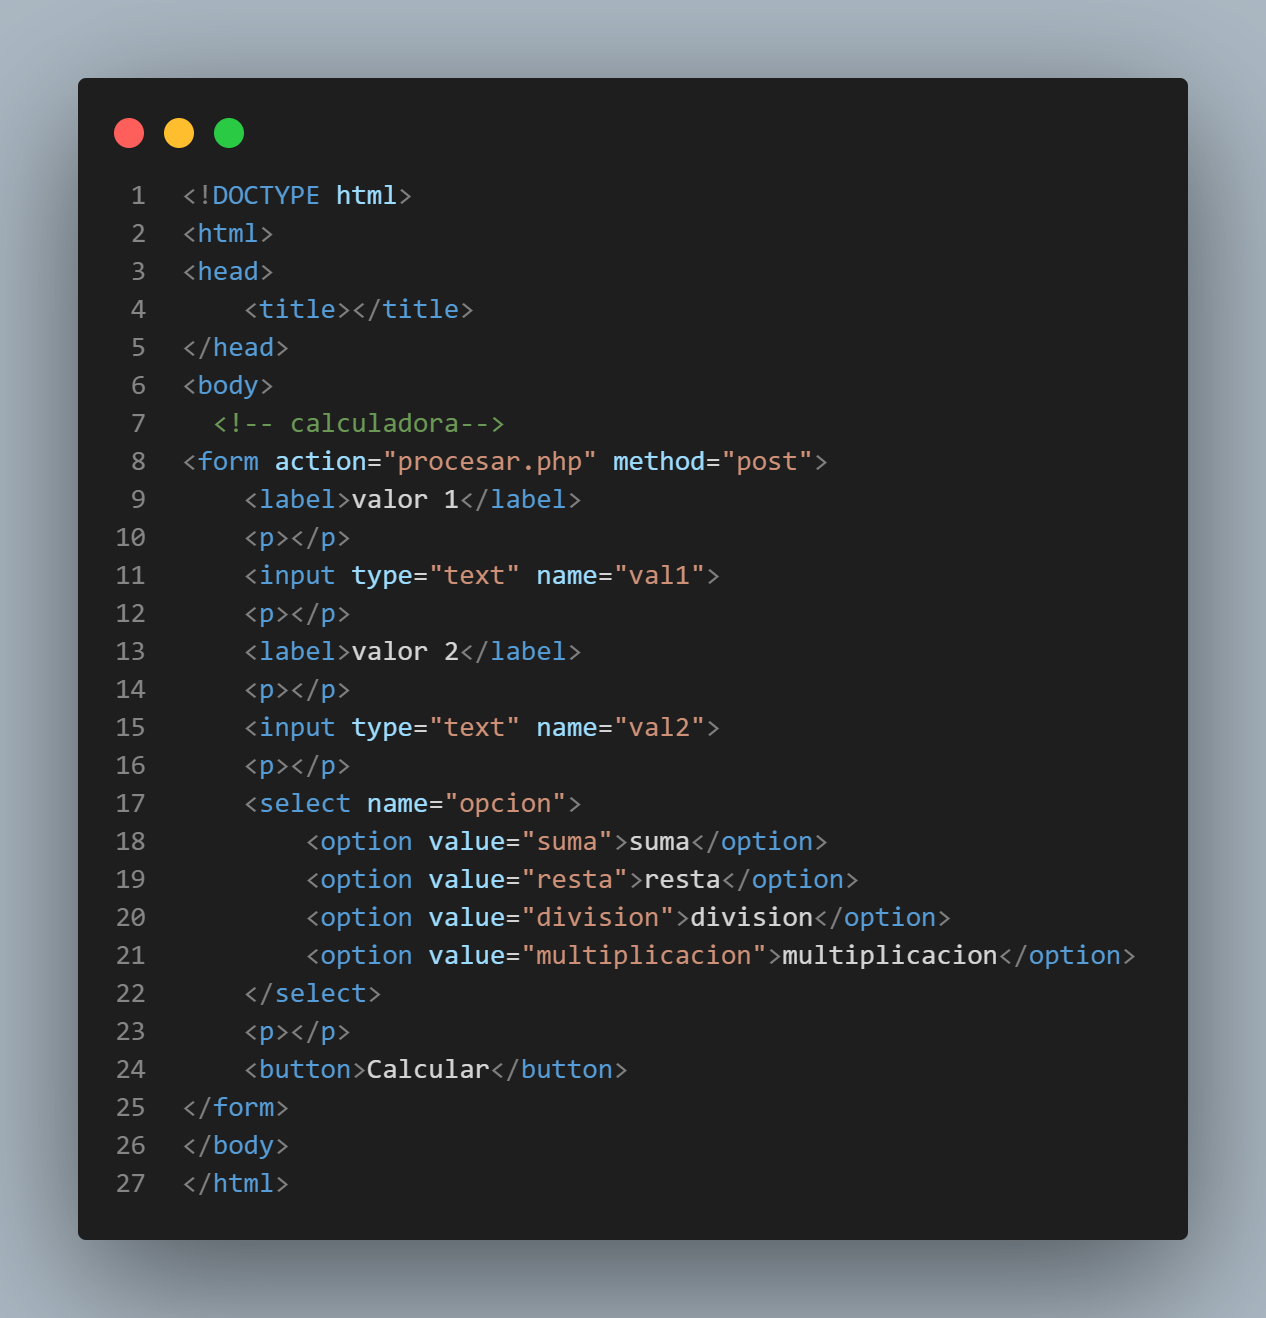 1 <!DOCTYPE html>
2 <html>
3 <head>
4     <title></title>
5 </head>
6 <body>
7   <!-- calculadora-->
8 <form action="procesar.php" method="post">
9     <label>valor 1</label>
10     <p></p>
11     <input type="text" name="val1">
12     <p></p>
13     <label>valor 2</label>
14     <p></p>
15     <input type="text" name="val2">
16     <p></p>
17     <select name="opcion">
18         <option value="suma">suma</option>
19         <option value="resta">resta</option>
20         <option value="division">division</option>
21         <option value="multiplicacion">multiplicacion</option>
22     </select>
23     <p></p>
24     <button>Calcular</button>
25 </form>
26 </body>
27 </html>